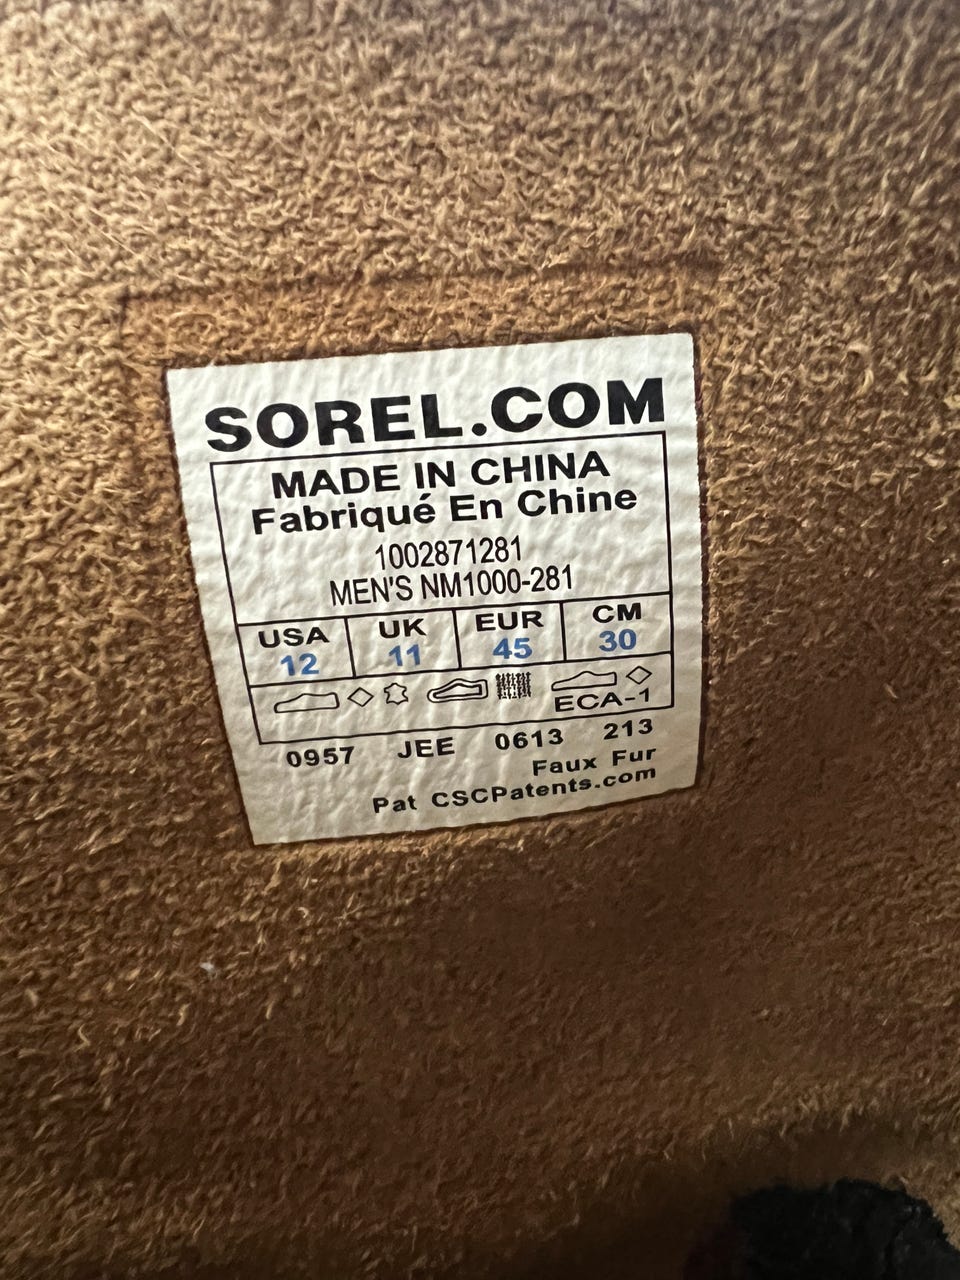 SOREL.COM
MADE IN CHINA
Fabriqué En Chine
1002871281
MEN'S NM1000-281
USA UK EUR CM
12 11 45 30
ECA-1
0957 JEE 0613 213
Faux Fur
Pat CSCPatents.com